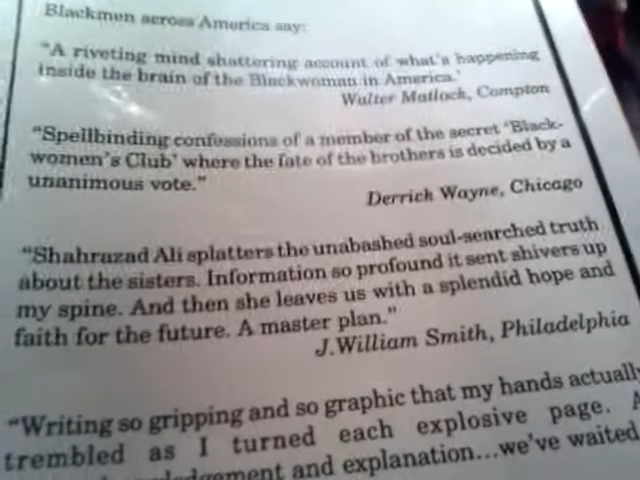 Blackmen across America say:
"A riveting mind shattering account of what's happening
inside the brain of the Blackwoman in America.'
Walter Matlock, Compton
"Spellbinding confessions of a member of the secret 'Black-
women's Club' where the fate of the brothers is decided by a
unanimous vote."
Derrick Wayne, Chicago
"Shahrazad Ali splatters the unabashed soul-searched truth
about the sisters. Information so profound it sent shivers up
my spine. And then she leaves us with a splendid hope and
faith for the future. A master plan."
J.William Smith, Philadelphia
"Writing so gripping and so graphic that my hands actually
trembled as I turned each explosive page. A
and explanation...we've waited